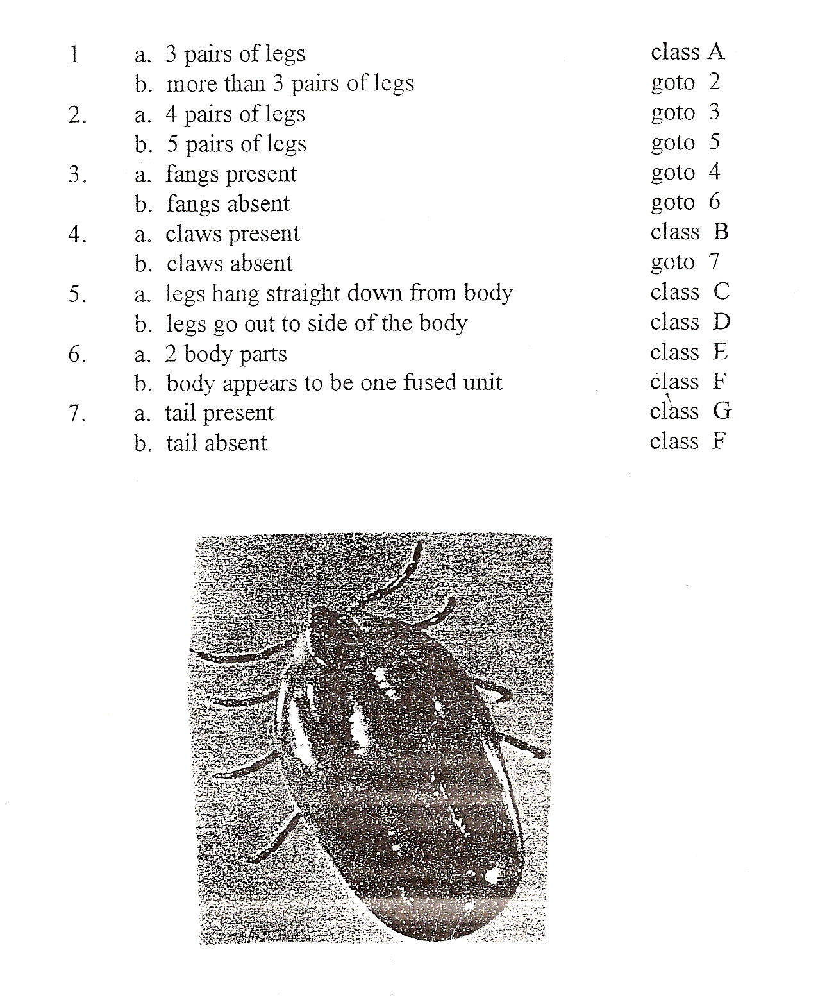 1 a. 3 pairs of legs class A
b. more than 3 pairs of legs goto 2
2. a. 4 pairs of legs goto 3
b. 5 pairs of legs goto 5
3. a. fangs present goto 4
b. fangs absent goto 6
4. a. claws present class B
b. claws absent goto 7
5. a. legs hang straight down from body class C
b. legs go out to side of the body class D
6. a. 2 body parts class E
b. body appears to be one fused unit class F
7. a. tail present class G
b. tail absent class F